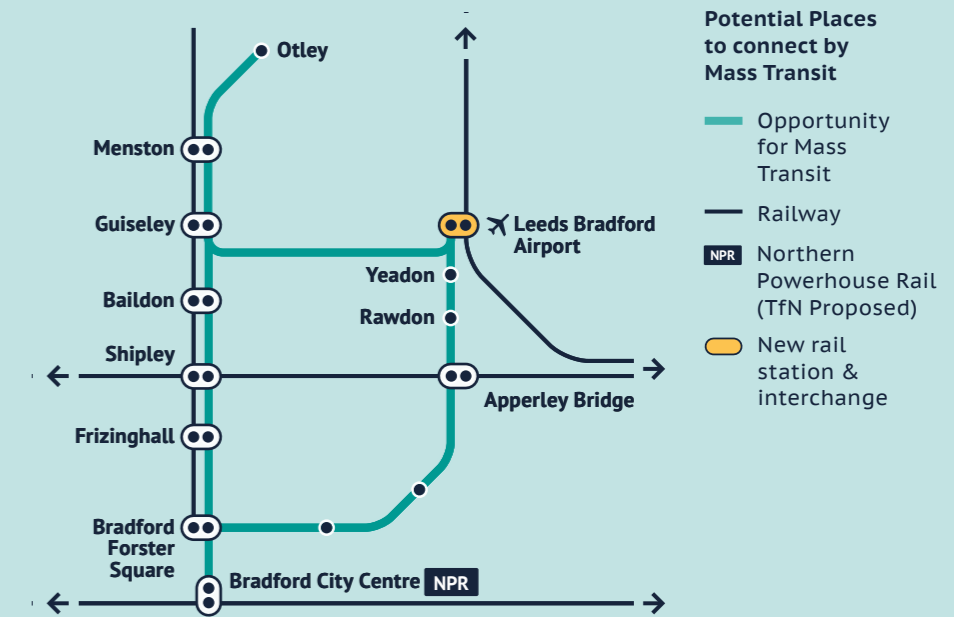 Otley
Menston
Guiseley
Leeds Bradford
Airport
Yeadon
Baildon
Rawdon
Shipley
Apperley Bridge
Frizinghall
Bradford
Forster
Square
Bradford City Centre NPR
Potential Places
to connect by
Mass Transit
Opportunity
for Mass
Transit
Railway
NPR Northern
Powerhouse Rail
(TfN Proposed)
New rail
station &
interchange